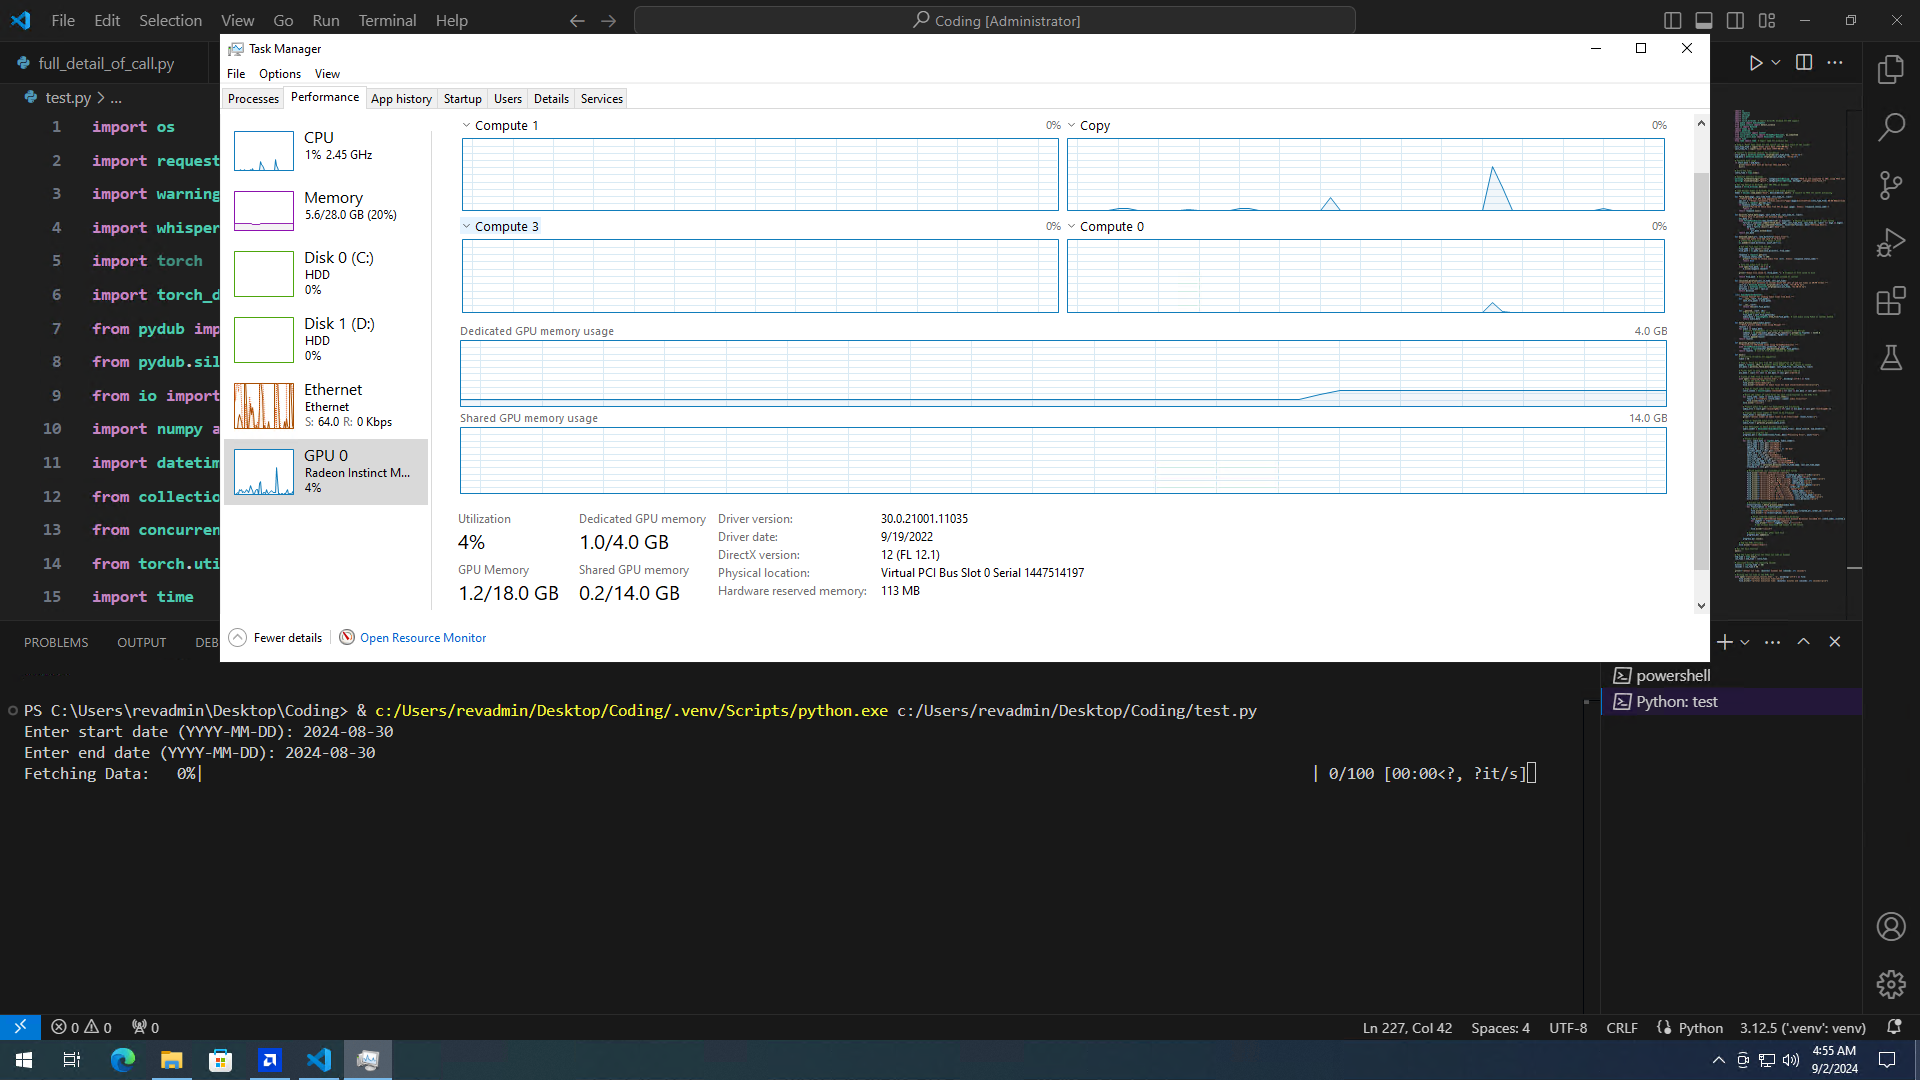 File Edit Selection View Go Run Terminal Help
Coding [Administrator]
full_detail_of_call.py
test.py > ...
1 import os
2 import request
3 import warning
4 import whisper
5 import torch
6 import torch_d
7 from pydub imp
8 from pydub.sil
9 from io import
10 import numpy a
11 import datetim
12 from collectio
13 from concurren
14 from torch.uti
15 import time
Task Manager
File Options View
Processes Performance App history Startup Users Details Services
CPU
1% 2.45 GHz
Memory
5.6/28.0 GB (20%)
Disk 0 (C:)
HDD
0%
Disk 1 (D:)
HDD
0%
Ethernet
Ethernet
S: 64.0 R: 0 Kbps
GPU 0
Radeon Instinct M...
4%
Compute 1 0% Copy 0%
Compute 3 0% Compute 0 0%
Dedicated GPU memory usage 4.0 GB
Shared GPU memory usage 14.0 GB
Utilization
4%
GPU Memory
1.2/18.0 GB
Dedicated GPU memory
1.0/4.0 GB
Shared GPU memory
0.2/14.0 GB
Driver version: 30.0.21001.11035
Driver date: 9/19/2022
DirectX version: 12 (FL 12.1)
Physical location: Virtual PCI Bus Slot 0 Serial 1447514197
Hardware reserved memory: 113 MB
Fewer details Open Resource Monitor
PROBLEMS OUTPUT DEB
powershell
Python: test
PS C:\Users\revadmin\Desktop\Coding> & c:/Users/revadmin/Desktop/Coding/.venv/Scripts/python.exe c:/Users/revadmin/Desktop/Coding/test.py
Enter start date (YYYY-MM-DD): 2024-08-30
Enter end date (YYYY-MM-DD): 2024-08-30
Fetching Data: 0%| | 0/100 [00:00<?, ?it/s]
0 0 0 Ln 227, Col 42 Spaces: 4 UTF-8 CRLF Python 3.12.5 ('.venv': venv)
4:55 AM
9/2/2024